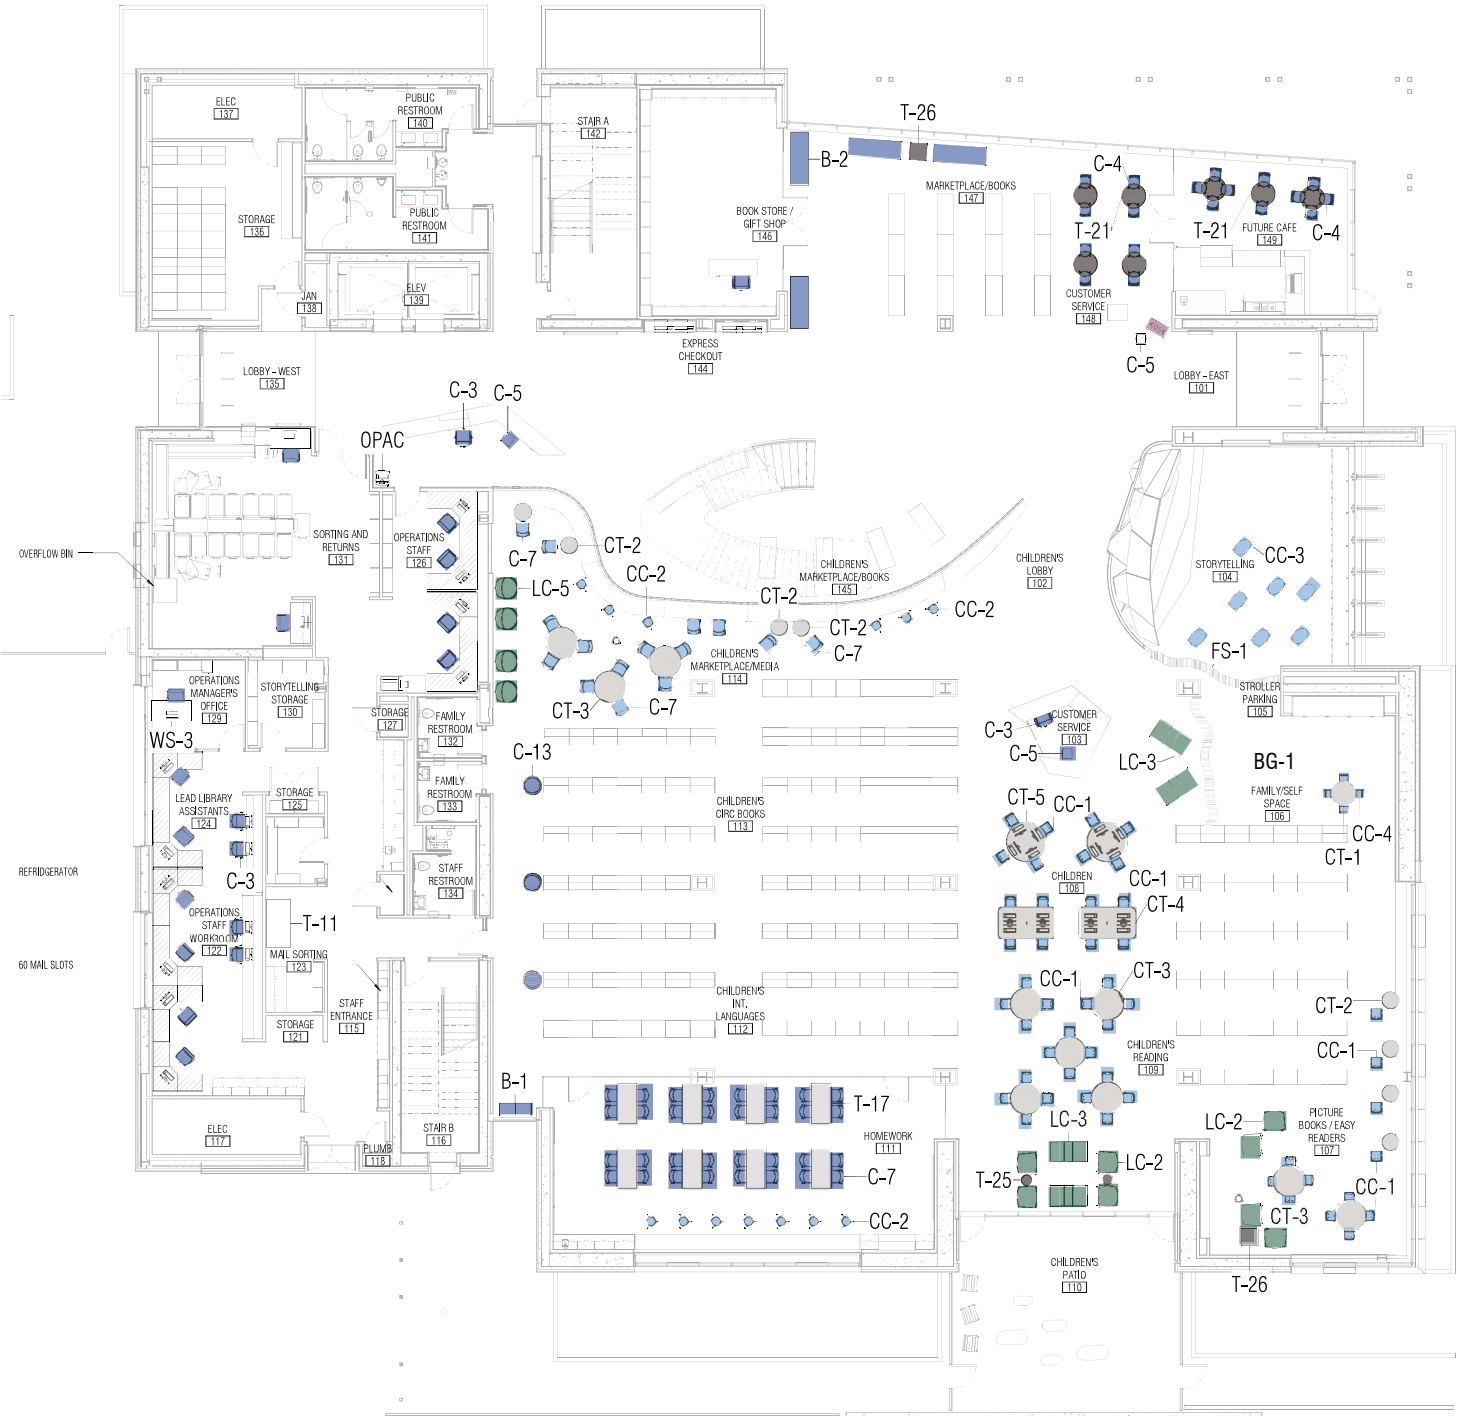 ELEC
137
PUBLIC
RESTROOM
140
STAIR A
142
T-26
B-2
C-4
MARKETPLACE/BOOKS
147
STORAGE
136
PUBLIC
RESTROOM
141
BOOK STORE /
GIFT SHOP
146
T-21
T-21
FUTURE CAFE
149
C-4
JAN
138
ELEV
139
CUSTOMER
SERVICE
148
EXPRESS
CHECKOUT
144
KIOSK
C-5
LOBBY - WEST
135
LOBBY - EAST
101
C-3
C-5
OPAC
OVERFLOW BIN
SORTING AND
RETURNS
131
OPERATIONS
STAFF
126
C-7
CT-2
LC-5
CC-2
CHILDREN'S
MARKETPLACE/BOOKS
145
CHILDREN'S
LOBBY
102
CC-3
STORYTELLING
104
CT-2
CT-2
CC-2
C-7
CHILDREN'S
MARKETPLACE/MEDIA
114
FS-1
OPERATIONS
MANAGER'S
OFFICE
129
STORYTELLING
STORAGE
130
STROLLER
PARKING
105
CT-3
C-7
STORAGE
127
FAMILY
RESTROOM
132
WS-3
C-3
CUSTOMER
SERVICE
103
C-5
LC-3
BG-1
C-13
FAMILY
RESTROOM
133
STORAGE
125
LEAD LIBRARY
ASSISTANTS
124
CHILDREN'S
CIRC BOOKS
113
CT-5
CC-1
FAMILY/SELF
SPACE
106
CC-4
CT-1
REFRIDGERATOR
C-3
STAFF
RESTROOM
134
CHILDREN
108
CC-1
CT-4
OPERATIONS
STAFF
WORKROOM
122
T-11
MAIL SORTING
123
60 MAIL SLOTS
CC-1
CT-3
CHILDREN'S
INT.
LANGUAGES
112
STAFF
ENTRANCE
115
STORAGE
121
CT-2
CHILDREN'S
READING
109
CC-1
B-1
T-17
ELEC
117
STAIR B
116
PLUMB
118
HOMEWORK
111
LC-3
LC-2
PICTURE
BOOKS / EASY
READERS
107
LC-2
C-7
T-25
CC-1
CC-2
CT-3
CHILDREN'S
PATIO
110
T-26